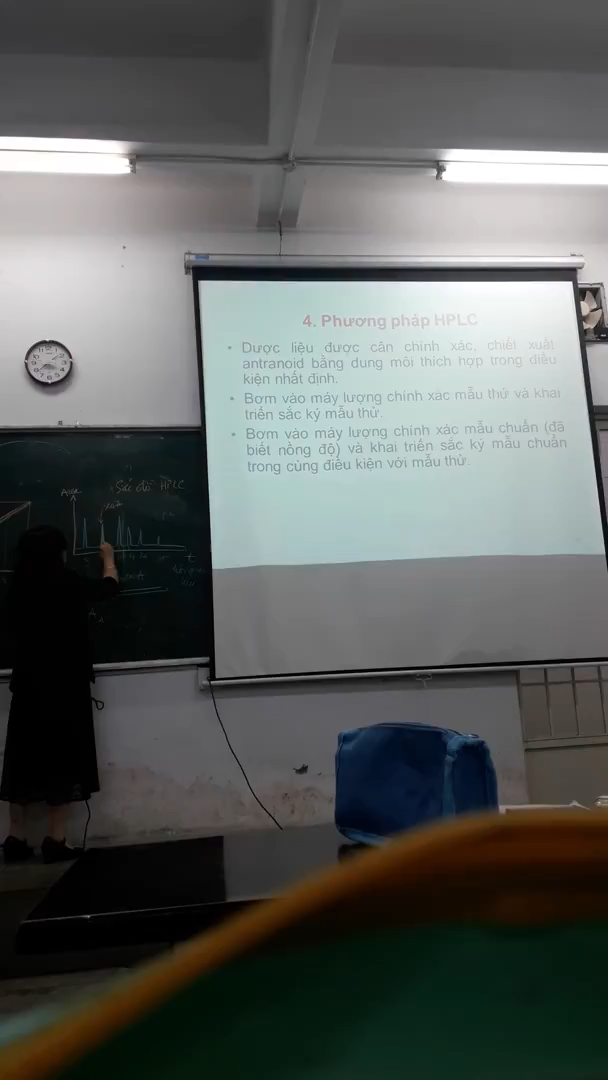 4. Phương pháp HPLC
• Dược liệu được cân chính xác, chiết xuất
antranoid bằng dung môi thích hợp trong điều
kiện nhất định.
• Bơm vào máy lượng chính xác mẫu thử và khai
triển sắc ký mẫu thử.
• Bơm vào máy lượng chính xác mẫu chuẩn (đã
biết nồng độ) và khai triển sắc ký mẫu chuẩn
trong cùng điều kiện với mẫu thử.
Sắc đồ HPLC
t